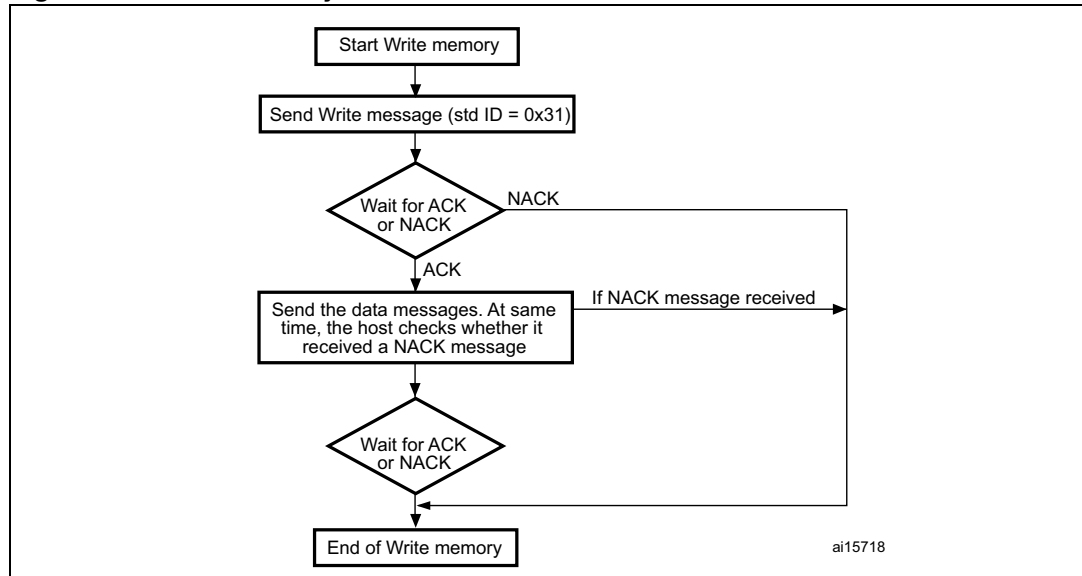 Start Write memory
Send Write message (std ID = 0x31)
Wait for ACK
or NACK
NACK
ACK
Send the data messages. At same
time, the host checks whether it
received a NACK message
If NACK message received
Wait for ACK
or NACK
End of Write memory
ai15718